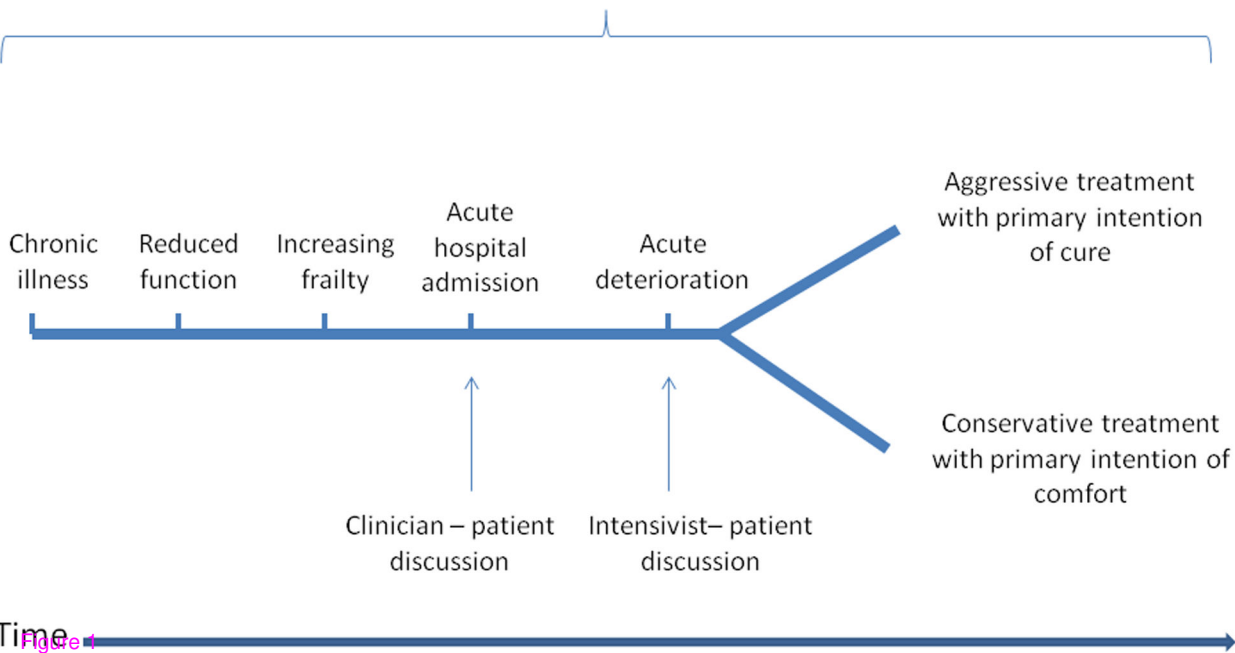 Chronic
illness
Reduced
function
Increasing
frailty
Acute
hospital
admission
Acute
deterioration
Aggressive treatment
with primary intention
of cure
Conservative treatment
with primary intention of
comfort
Clinician – patient
discussion
Intensivist– patient
discussion
Time
Figure 1